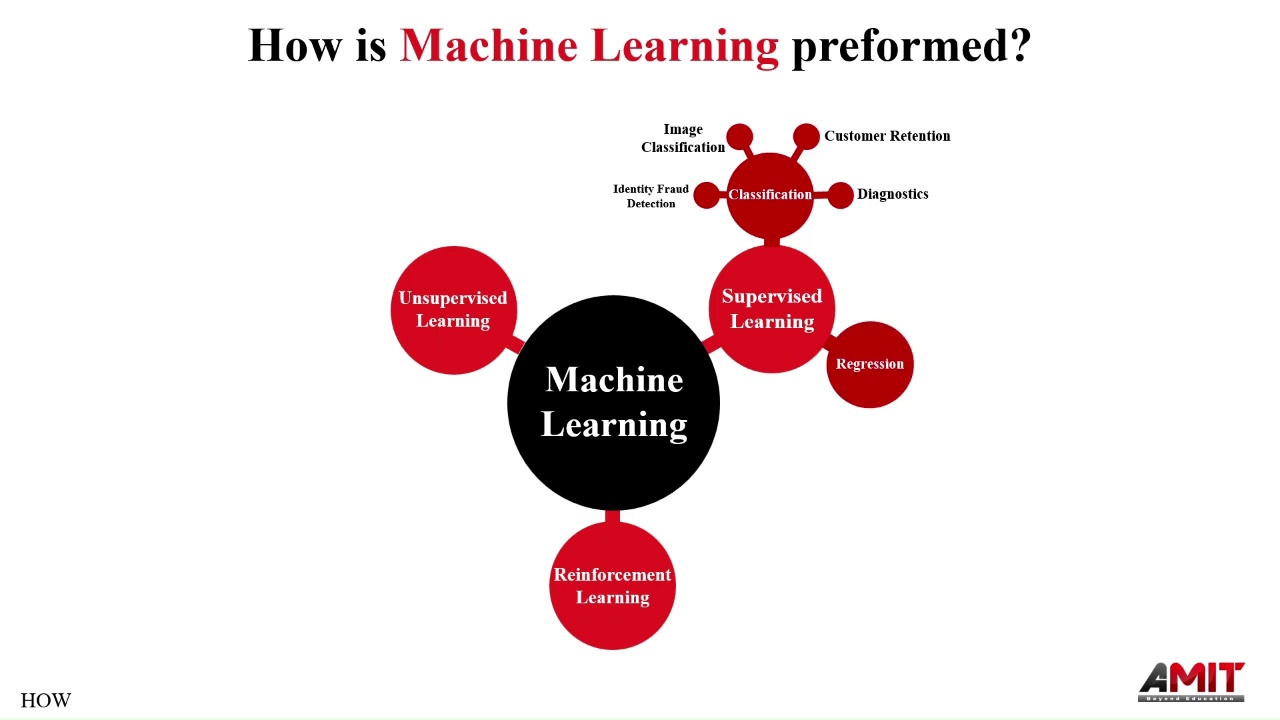 How is Machine Learning preformed?
Image
Classification
Customer Retention
Identity Fraud
Detection
Classification
Diagnostics
Unsupervised
Learning
Supervised
Learning
Regression
Machine
Learning
Reinforcement
Learning
HOW
AMIT
Beyond Education